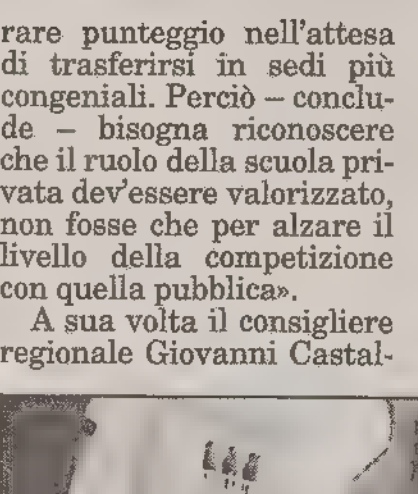 rare punteggio nell'attesa
di trasferirsi in sedi più
congeniali. Perciò – conclu-
de – bisogna riconoscere
che il ruolo della scuola pri-
vata dev'essere valorizzato,
non fosse che per alzare il
livello della competizione
con quella pubblica».
A sua volta il consigliere
regionale Giovanni Castal-